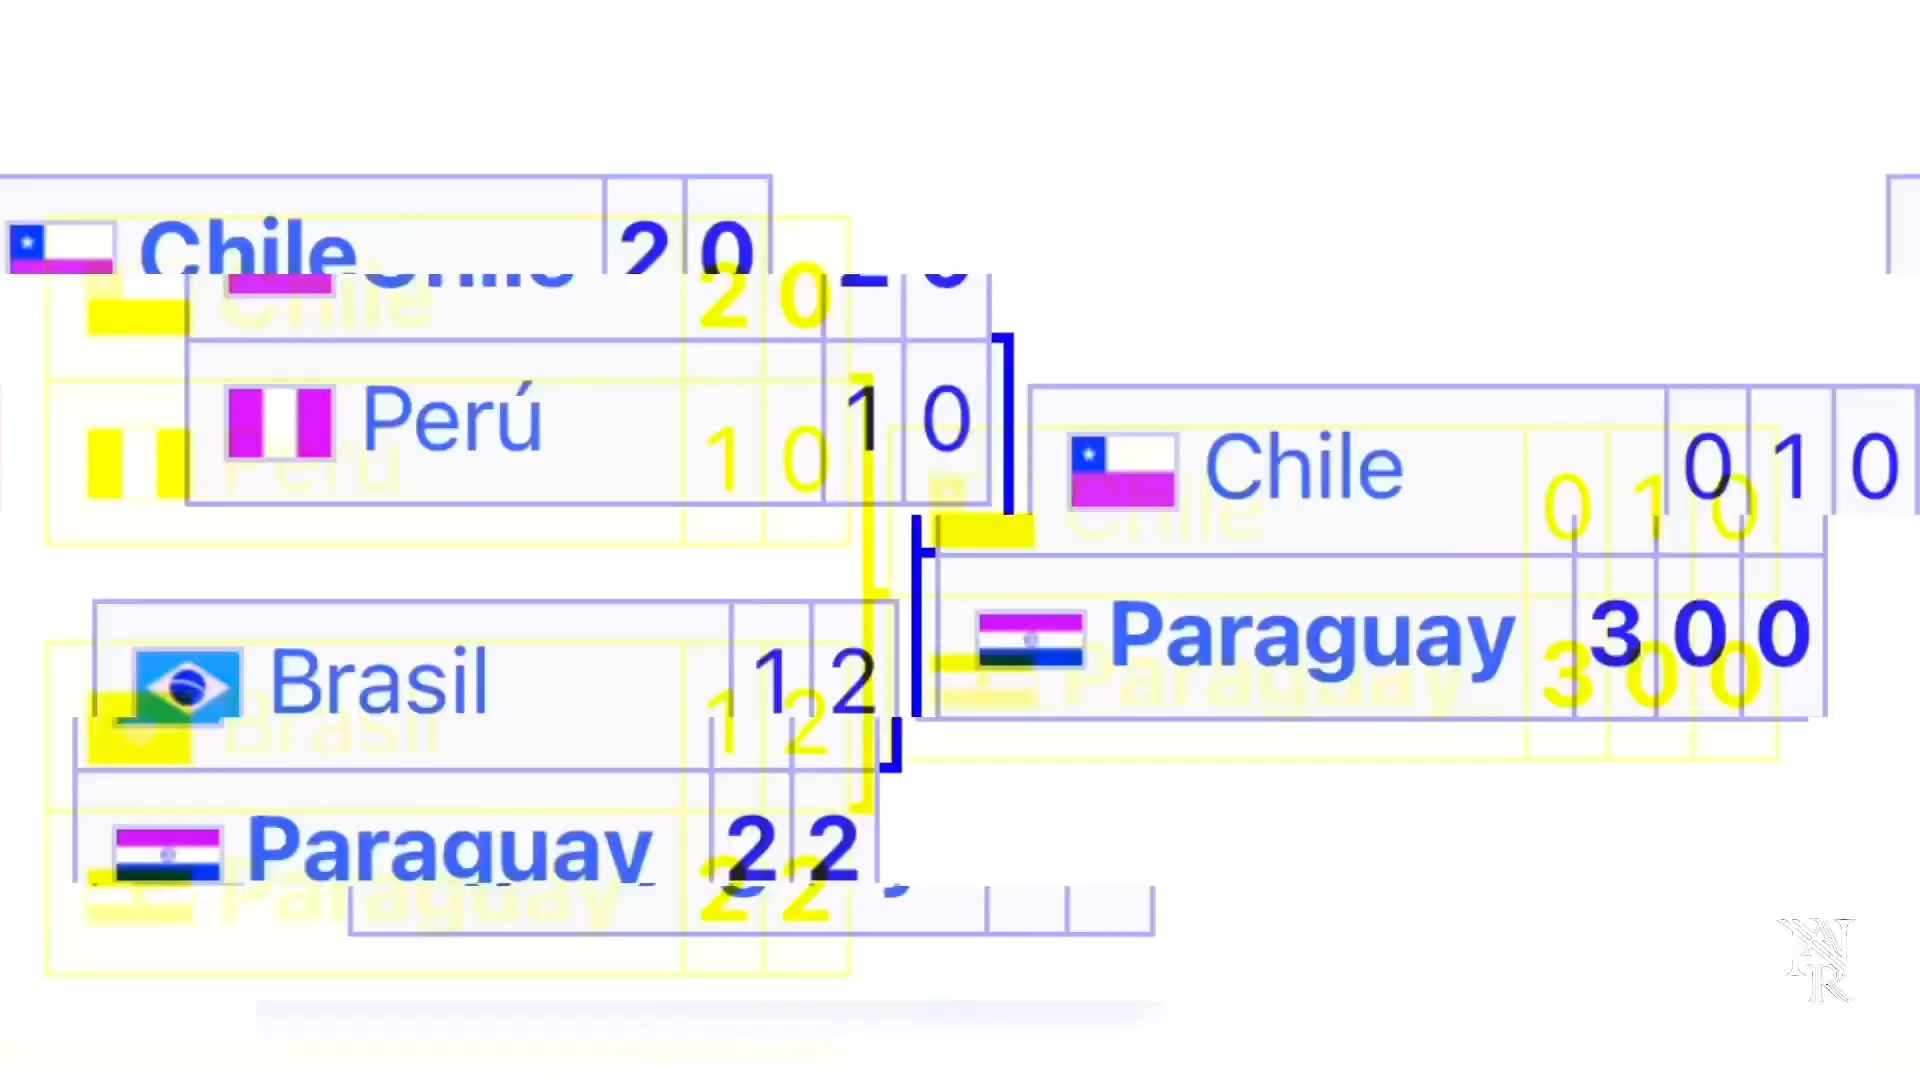 Chile 2 0
Perú 1 0
Brasil 1 2
Paraguay 2 2
Chile 0 1 0
Paraguay 3 0 0